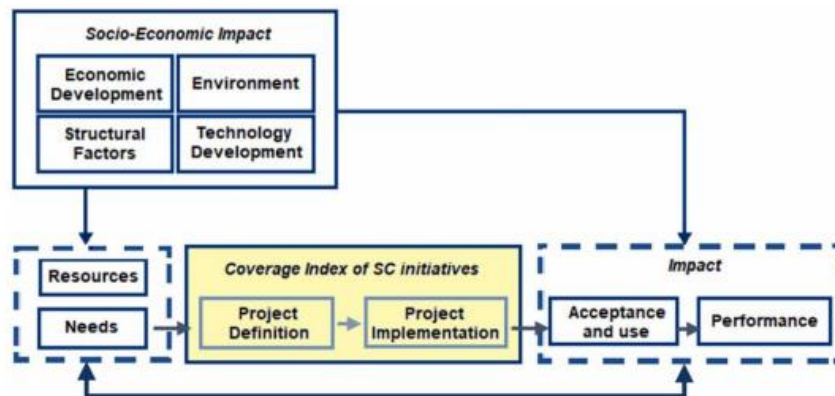 Socio-Economic Impact
Economic
Development
Environment
Structural
Factors
Technology
Development
Resources
Needs
Coverage Index of SC initiatives
Project
Definition
Project
Implementation
Impact
Acceptance
and use
Performance